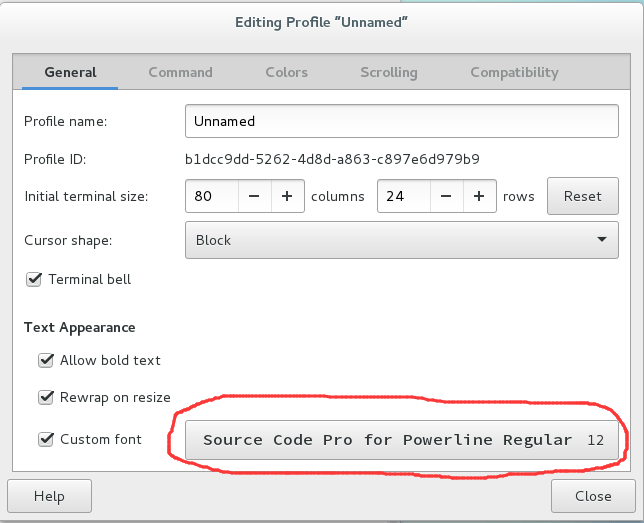 Editing Profile “Unnamed”
General Command Colors Scrolling Compatibility
Profile name: Unnamed
Profile ID: b1dcc9dd-5262-4d8d-a863-c897e6d979b9
Initial terminal size: 80 − + columns 24 − + rows Reset
Cursor shape: Block
Terminal bell
Text Appearance
Allow bold text
Rewrap on resize
Custom font Source Code Pro for Powerline Regular 12
Help Close